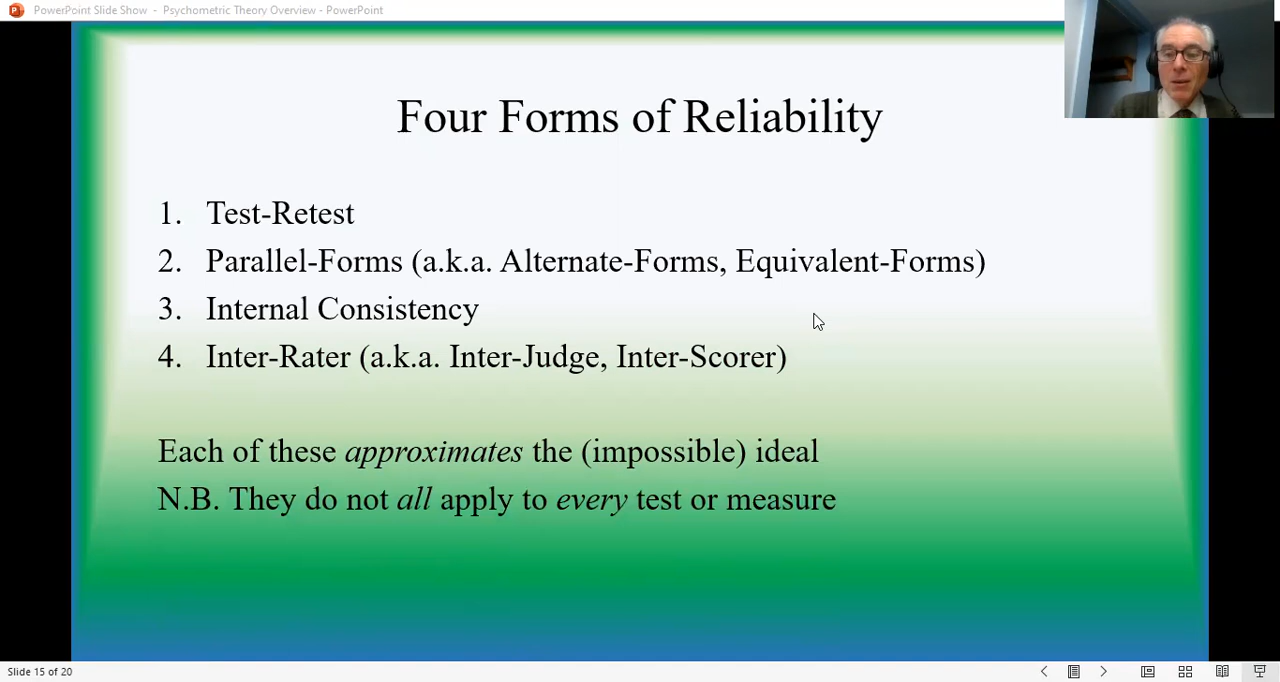 PowerPoint Slide Show - Psychometric Theory Overview - PowerPoint
Four Forms of Reliability
1. Test-Retest
2. Parallel-Forms (a.k.a. Alternate-Forms, Equivalent-Forms)
3. Internal Consistency
4. Inter-Rater (a.k.a. Inter-Judge, Inter-Scorer)
Each of these approximates the (impossible) ideal
N.B. They do not all apply to every test or measure
Slide 15 of 20